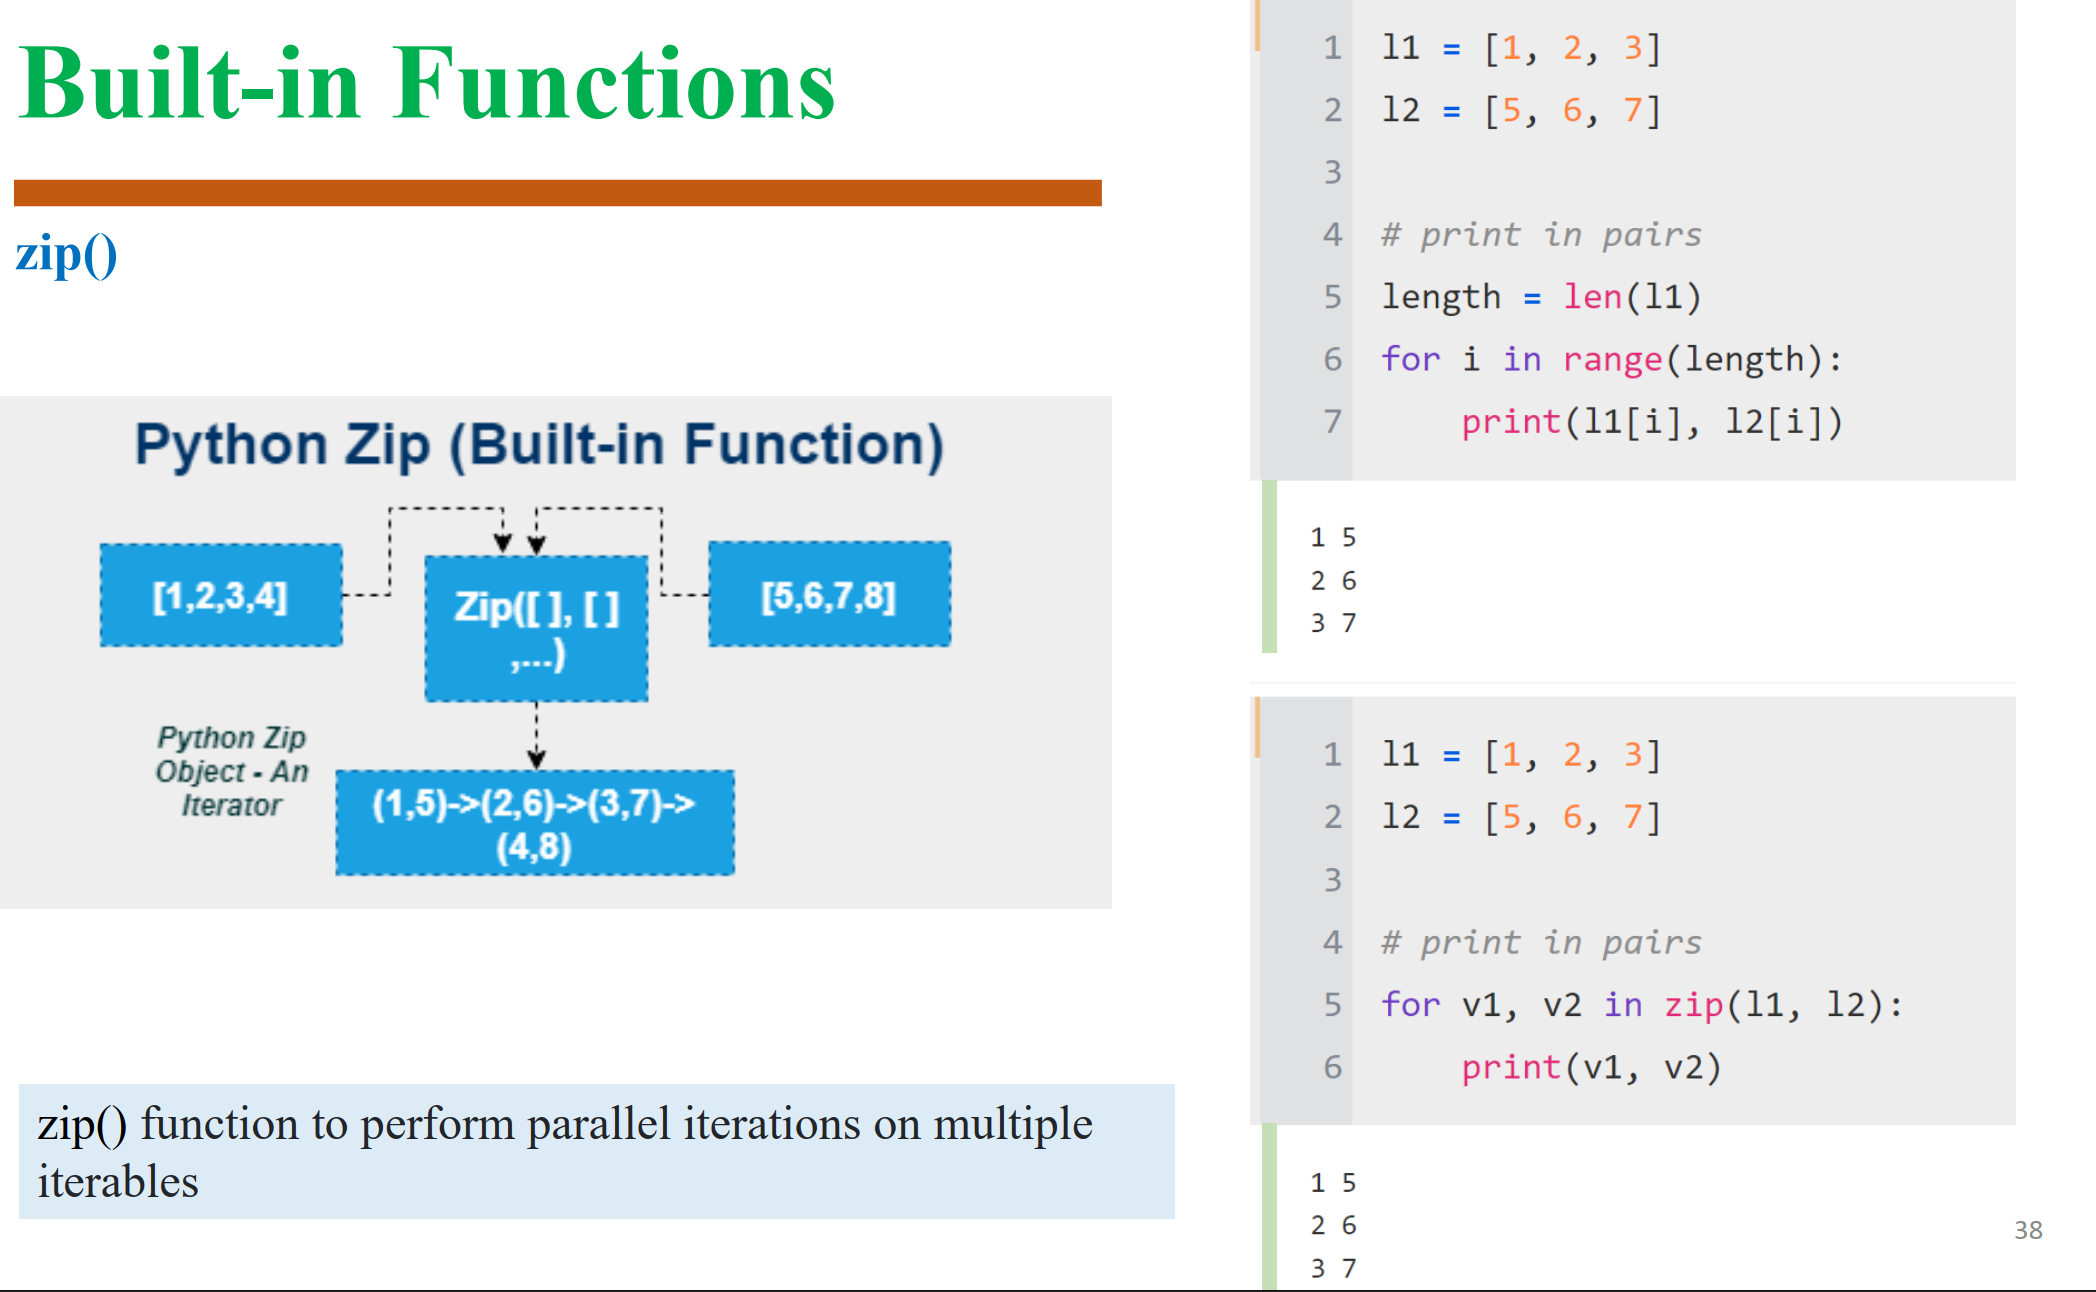 Built-in Functions
zip()
Python Zip (Built-in Function)
[1,2,3,4]
Zip([ ], [ ]
,...)
[5,6,7,8]
Python Zip
Object - An
Iterator
(1,5)->(2,6)->(3,7)->
(4,8)
zip() function to perform parallel iterations on multiple
iterables
1 l1 = [1, 2, 3]
2 l2 = [5, 6, 7]
3
4 # print in pairs
5 length = len(l1)
6 for i in range(length):
7     print(l1[i], l2[i])
1 5
2 6
3 7
1 l1 = [1, 2, 3]
2 l2 = [5, 6, 7]
3
4 # print in pairs
5 for v1, v2 in zip(l1, l2):
6     print(v1, v2)
1 5
2 6
3 7
38